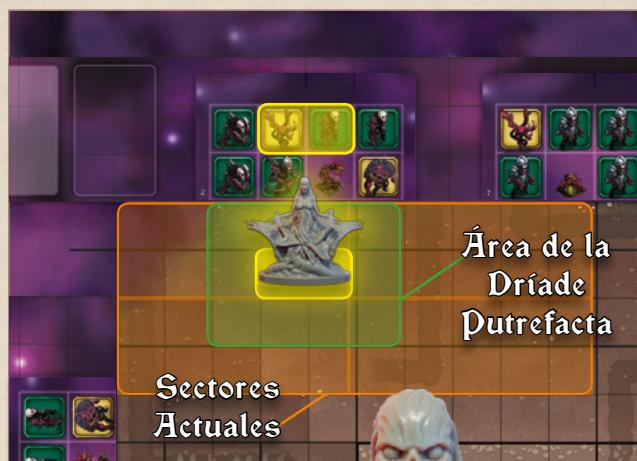 Área de la
Dríade
Putrefacta
Sectores
Actuales